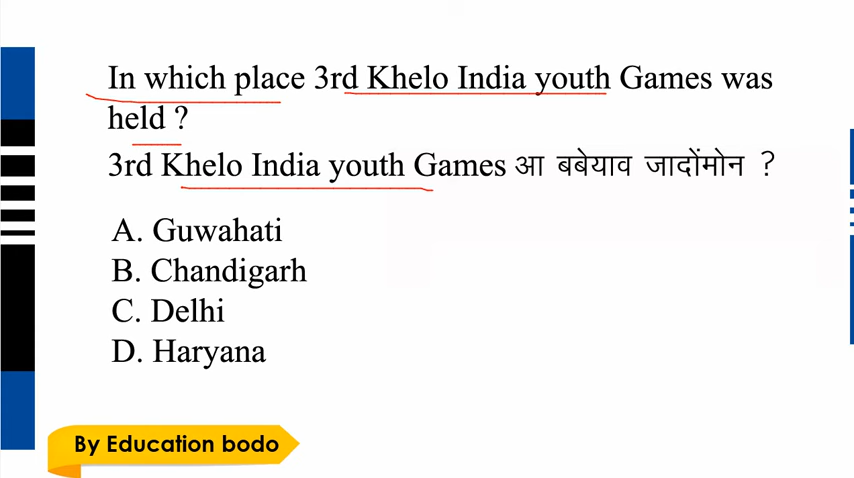 In which place 3rd Khelo India youth Games was
held ?
3rd Khelo India youth Games आ बबेयाव जादोंमोन ?
A. Guwahati
B. Chandigarh
C. Delhi
D. Haryana
By Education bodo